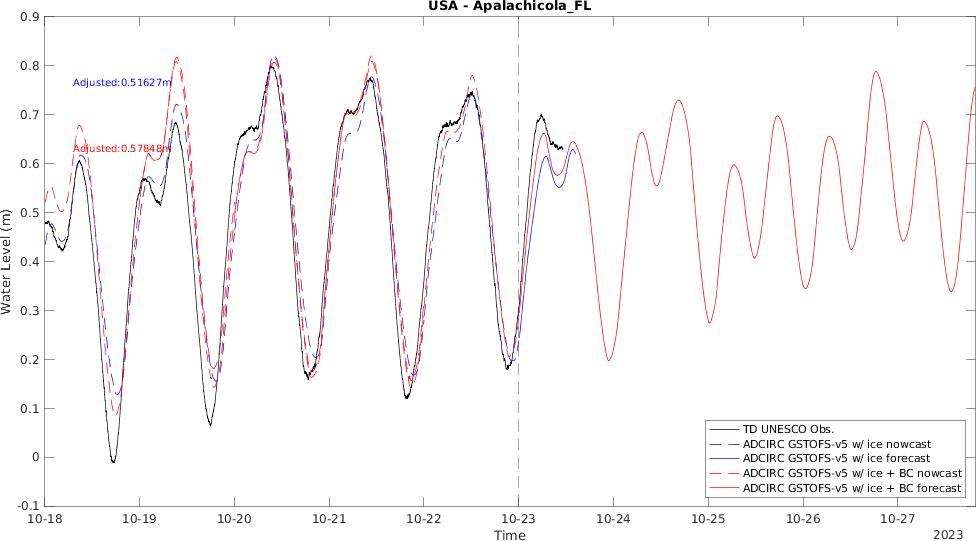 USA - Apalachicola_FL
0.9
0.8
0.7
0.6
0.5
0.4
0.3
0.2
0.1
0
-0.1
Water Level (m)
Adjusted:0.51627m
Adjusted:0.57848m
TD UNESCO Obs.
ADCIRC GSTOFS-v5 w/ ice nowcast
ADCIRC GSTOFS-v5 w/ ice forecast
ADCIRC GSTOFS-v5 w/ ice + BC nowcast
ADCIRC GSTOFS-v5 w/ ice + BC forecast
10-18 10-19 10-20 10-21 10-22 10-23 10-24 10-25 10-26 10-27
Time
2023